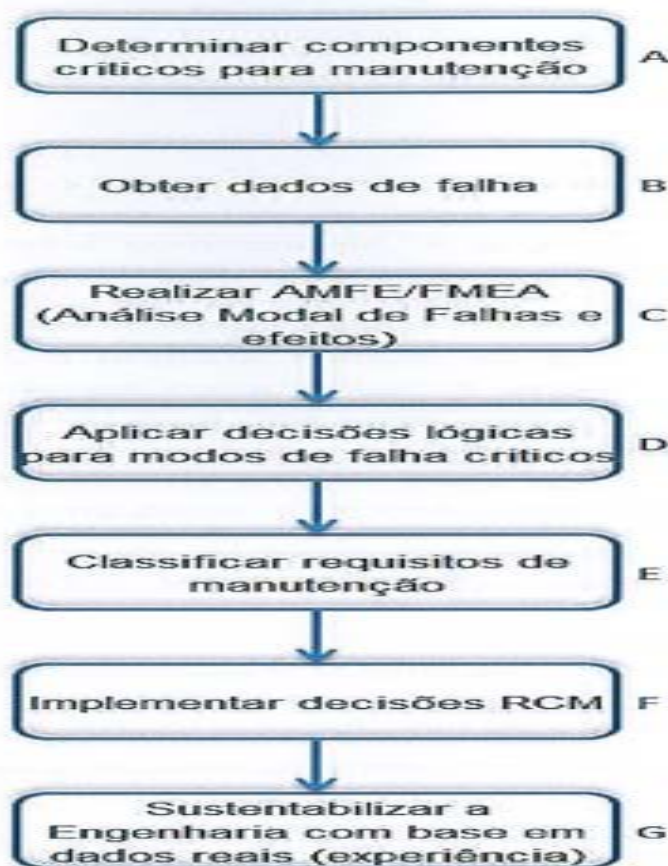 Determinar componentes
criticos para manutenção
A
Obter dados de falha
B
Realizar AMFE/FMEA
(Análise Modal de Falhas e
efeitos)
C
Aplicar decisões lógicas
para modos de falha criticos
D
Classificar requisitos de
manutenção
E
Implementar decisões RCM
F
Sustentabilizar a
Engenharia com base em
dados reais (experiência)
G